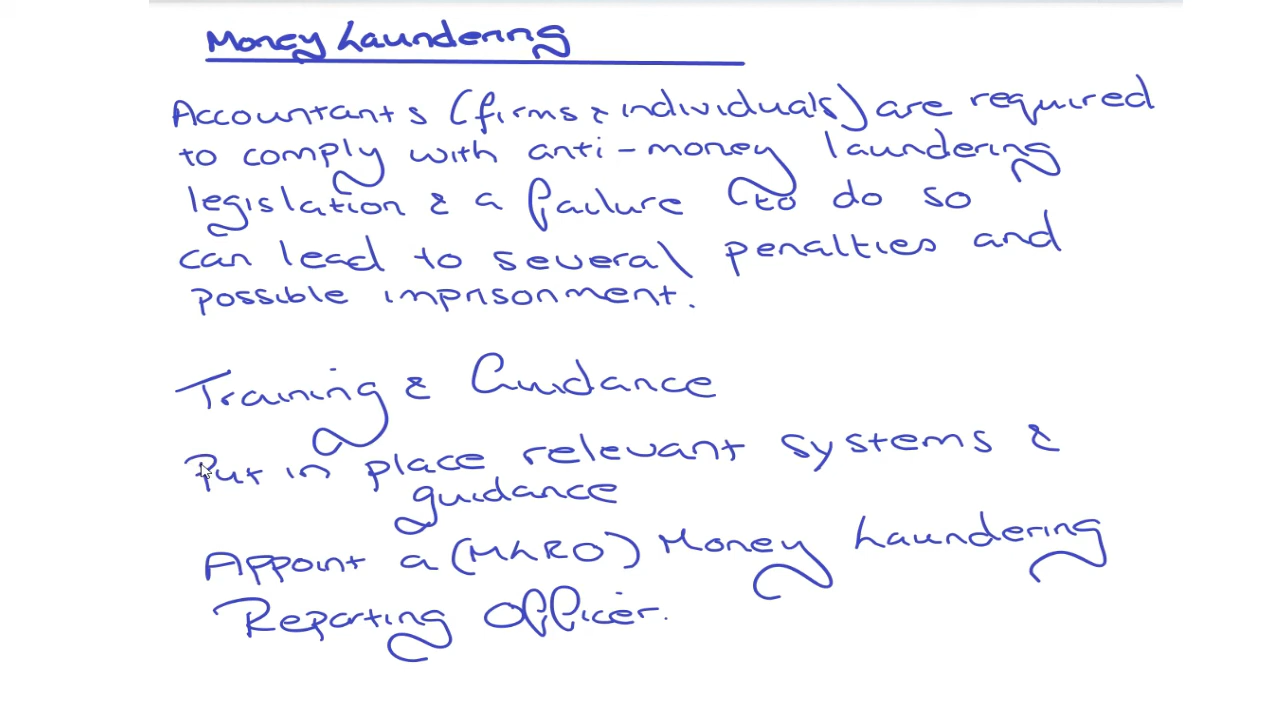 Money Laundering
Accountants (firms & individuals) are required
to comply with anti-money laundering
legislation & a failure to do so
can lead to several penalties and
possible imprisonment.
Training & Guidance
Put in place relevant systems &
guidance
Appoint a (MLRO) Money Laundering
Reporting Officer.